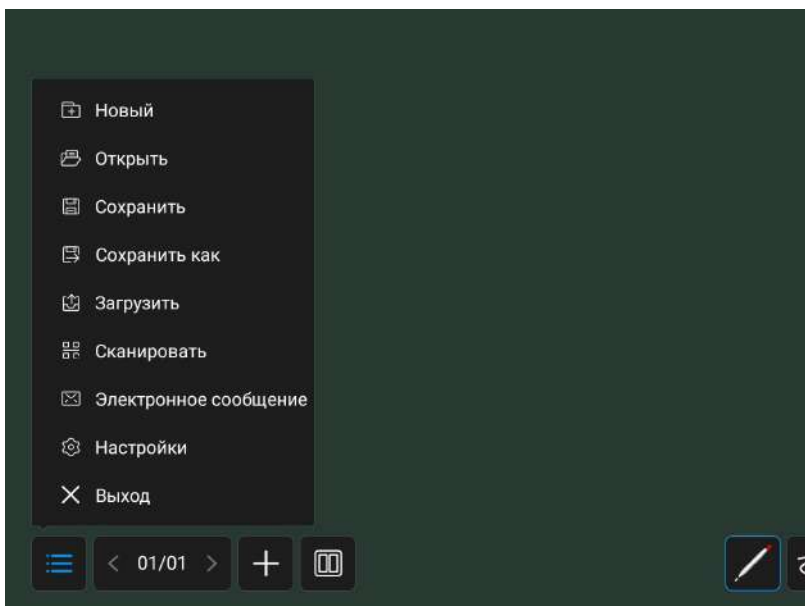 Новый
Открыть
Сохранить
Сохранить как
Загрузить
Сканировать
Электронное сообщение
Настройки
Выход
01/01